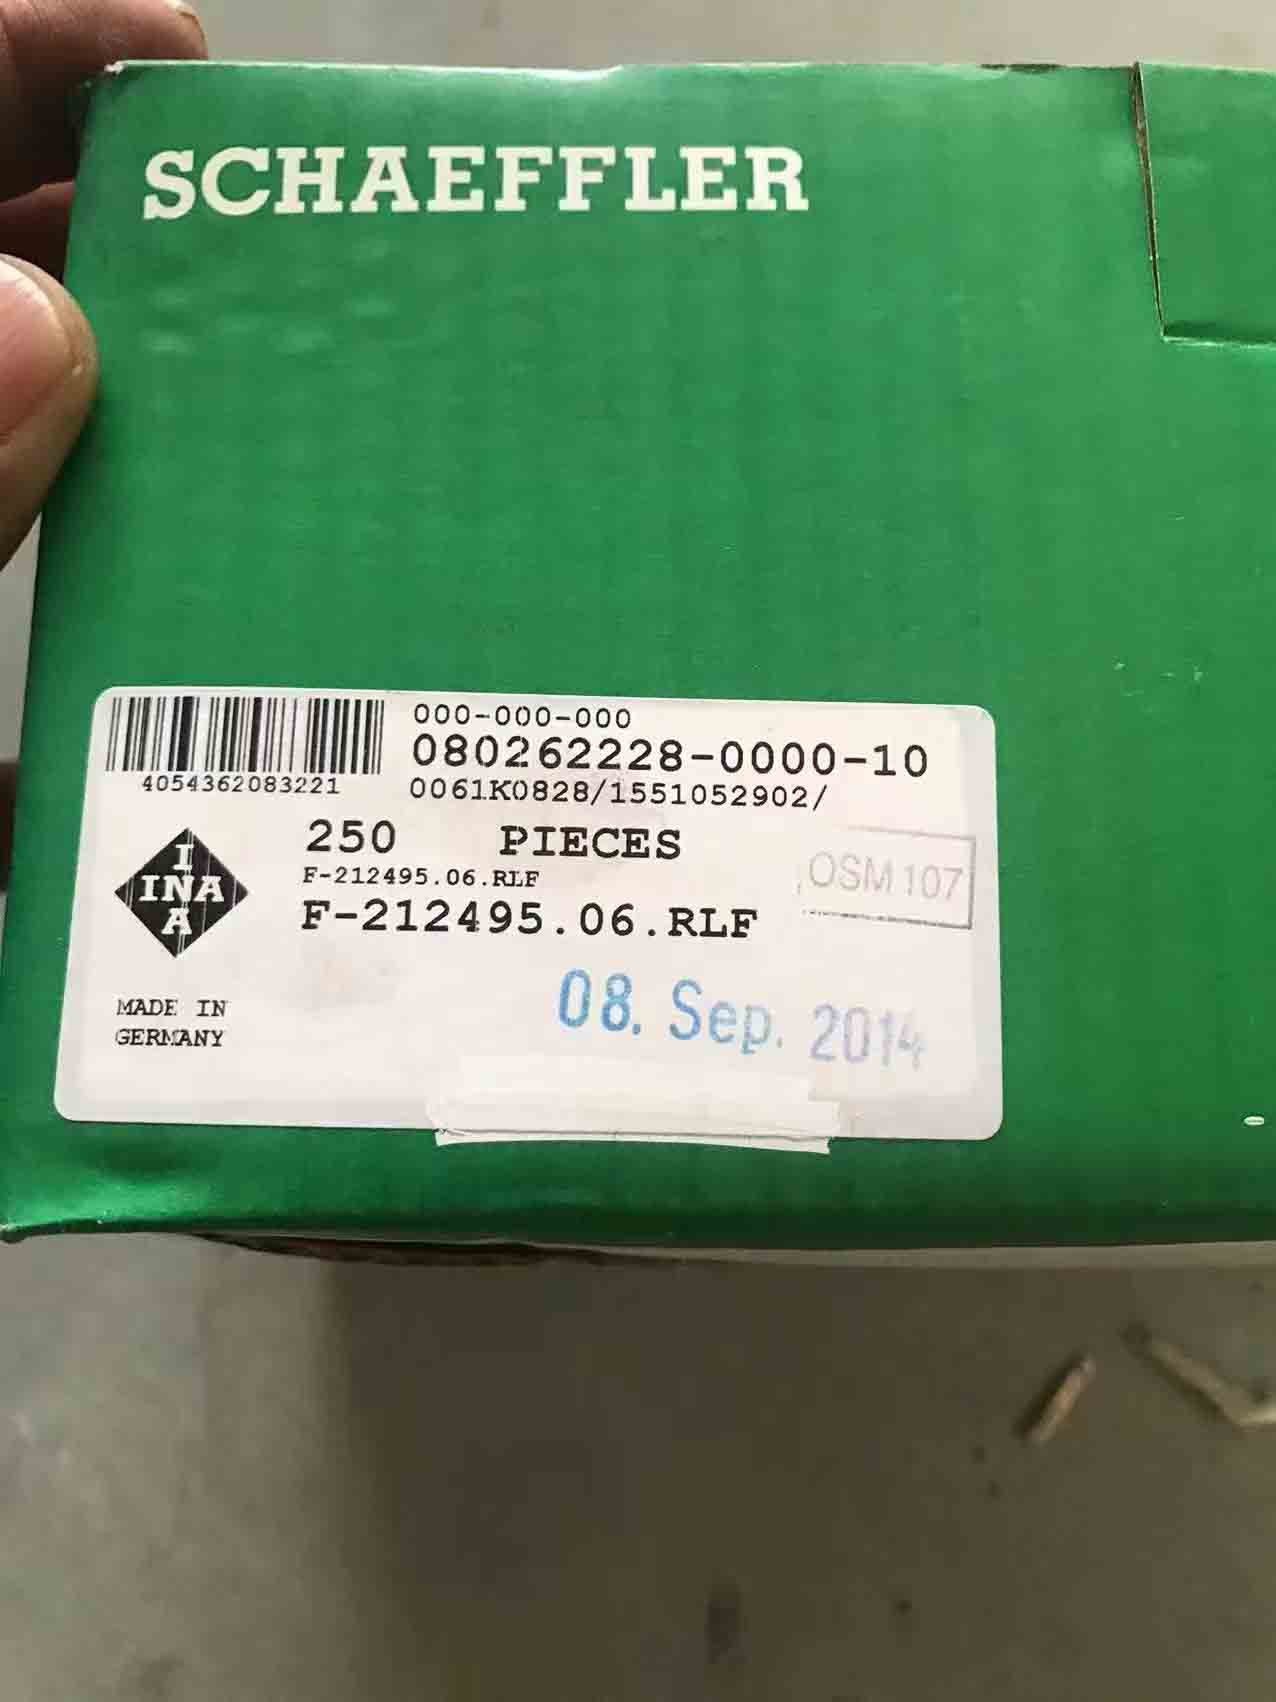 SCHAEFFLER
000-000-000
080262228-0000-10
4054362083221
0061K0828/1551052902/
250 PIECES
F-212495.06.RLF
F-212495.06.RLF
OSM 107
INA
INA
08. Sep. 2014
MADE IN
GERMANY